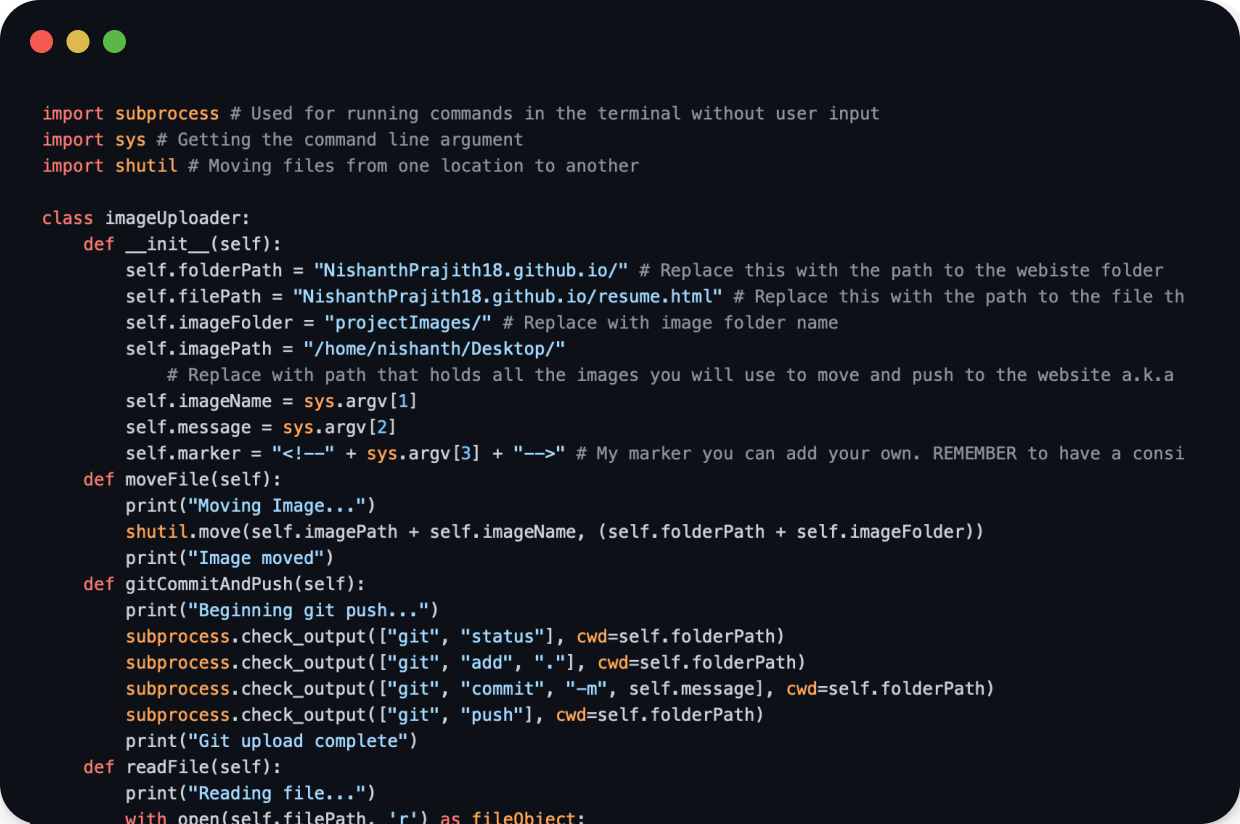 import subprocess # Used for running commands in the terminal without user input
import sys # Getting the command line argument
import shutil # Moving files from one location to another

class imageUploader:
    def __init__(self):
        self.folderPath = "NishanthPrajith18.github.io/" # Replace this with the path to the webiste folder
        self.filePath = "NishanthPrajith18.github.io/resume.html" # Replace this with the path to the file th
        self.imageFolder = "projectImages/" # Replace with image folder name
        self.imagePath = "/home/nishanth/Desktop/"
            # Replace with path that holds all the images you will use to move and push to the website a.k.a
        self.imageName = sys.argv[1]
        self.message = sys.argv[2]
        self.marker = "<!--" + sys.argv[3] + "-->" # My marker you can add your own. REMEMBER to have a consi
    def moveFile(self):
        print("Moving Image...")
        shutil.move(self.imagePath + self.imageName, (self.folderPath + self.imageFolder))
        print("Image moved")
    def gitCommitAndPush(self):
        print("Beginning git push...")
        subprocess.check_output(["git", "status"], cwd=self.folderPath)
        subprocess.check_output(["git", "add", "."], cwd=self.folderPath)
        subprocess.check_output(["git", "commit", "-m", self.message], cwd=self.folderPath)
        subprocess.check_output(["git", "push"], cwd=self.folderPath)
        print("Git upload complete")
    def readFile(self):
        print("Reading file...")
        with open(self.filePath, 'r') as fileObject: